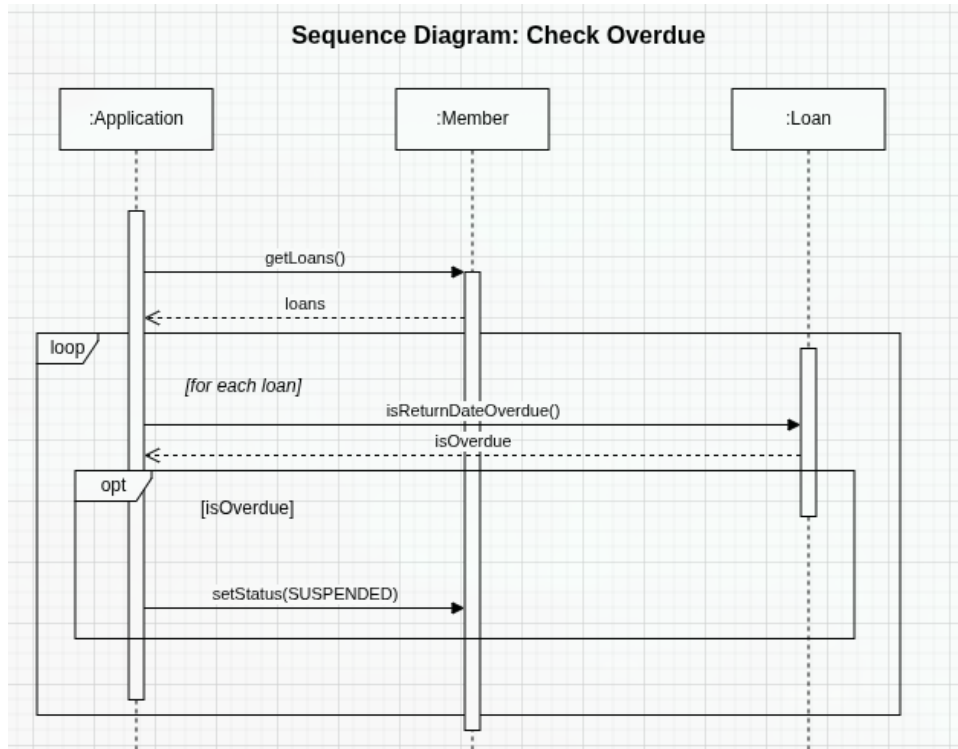 Sequence Diagram: Check Overdue
:Application
:Member
:Loan
getLoans()
loans
loop
[for each loan]
isReturnDateOverdue()
isOverdue
opt
[isOverdue]
setStatus(SUSPENDED)